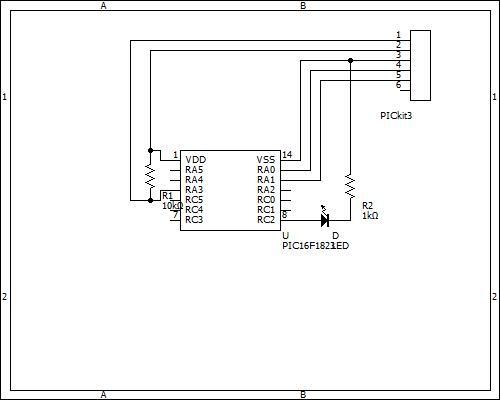 A B
1
2
3
4
5
6
1 1
PICkit3
1 VDD VSS 14
RA5 RA0
RA4 RA1
RA3 RA2
R1
RC5 RC0
10kΩ
RC4 RC1
7 RC3 RC2 8
R2
1kΩ
U D
PIC16F1823 LED
2 2
A B